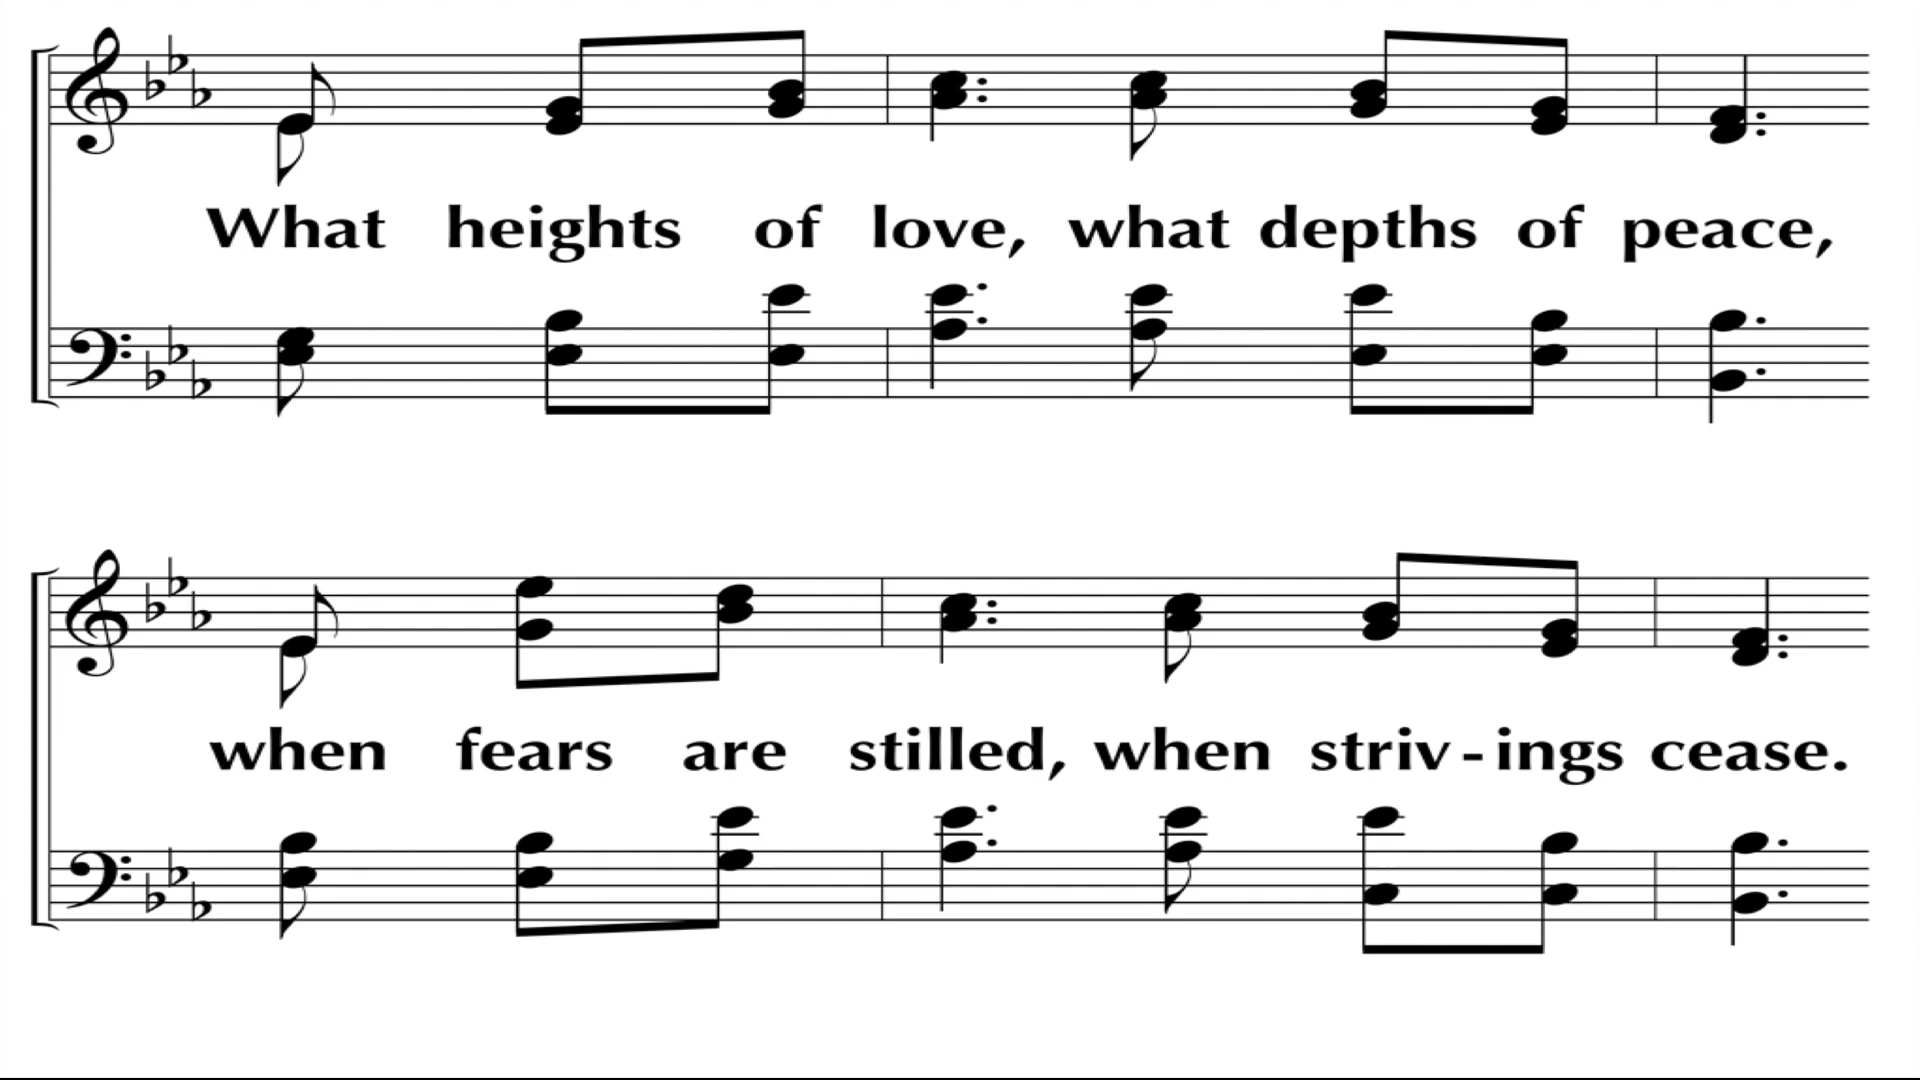 What heights of love, what depths of peace,
when fears are stilled, when striv-ings cease.